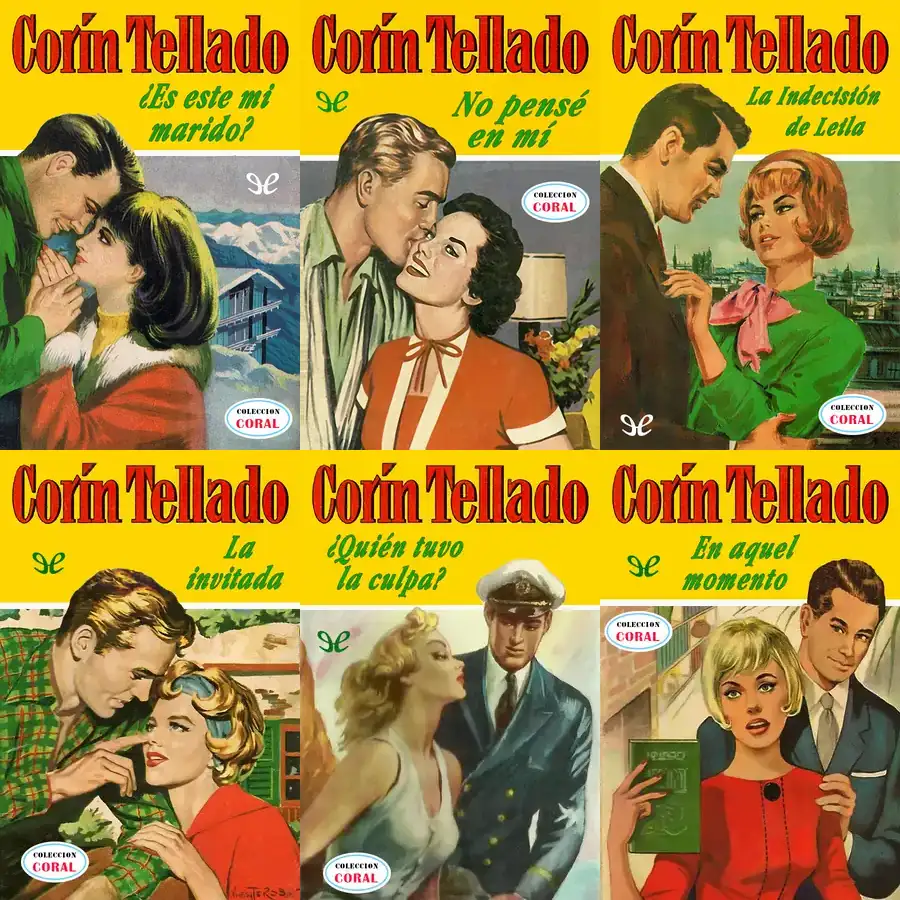 Corín Tellado
¿Es este mi
marido?
COLECCION
CORAL
Corín Tellado
No pensé
en mí
COLECCION
CORAL
Corín Tellado
La Indecisión
de Leila
COLECCION
CORAL
Corín Tellado
La
invitada
COLECCION
CORAL
Corín Tellado
¿Quién tuvo
la culpa?
COLECCION
CORAL
Corín Tellado
En aquel
momento
COLECCION
CORAL